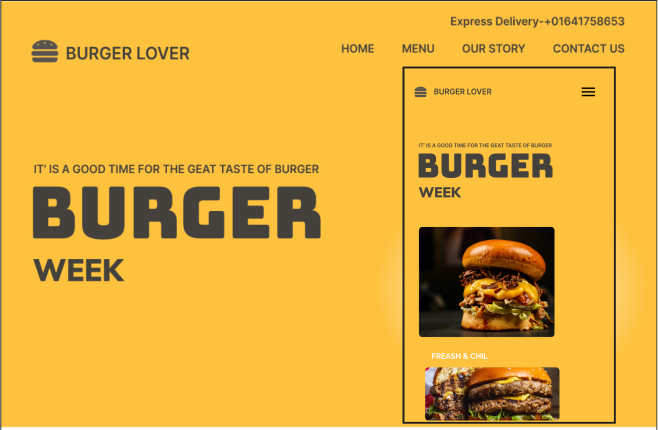 Express Delivery-+01641758653
BURGER LOVER
HOME MENU OUR STORY CONTACT US
IT' IS A GOOD TIME FOR THE GEAT TASTE OF BURGER
BURGER
WEEK
BURGER LOVER
IT' IS A GOOD TIME FOR THE GEAT TASTE OF BURGER
BURGER
WEEK
FREASH & CHIL